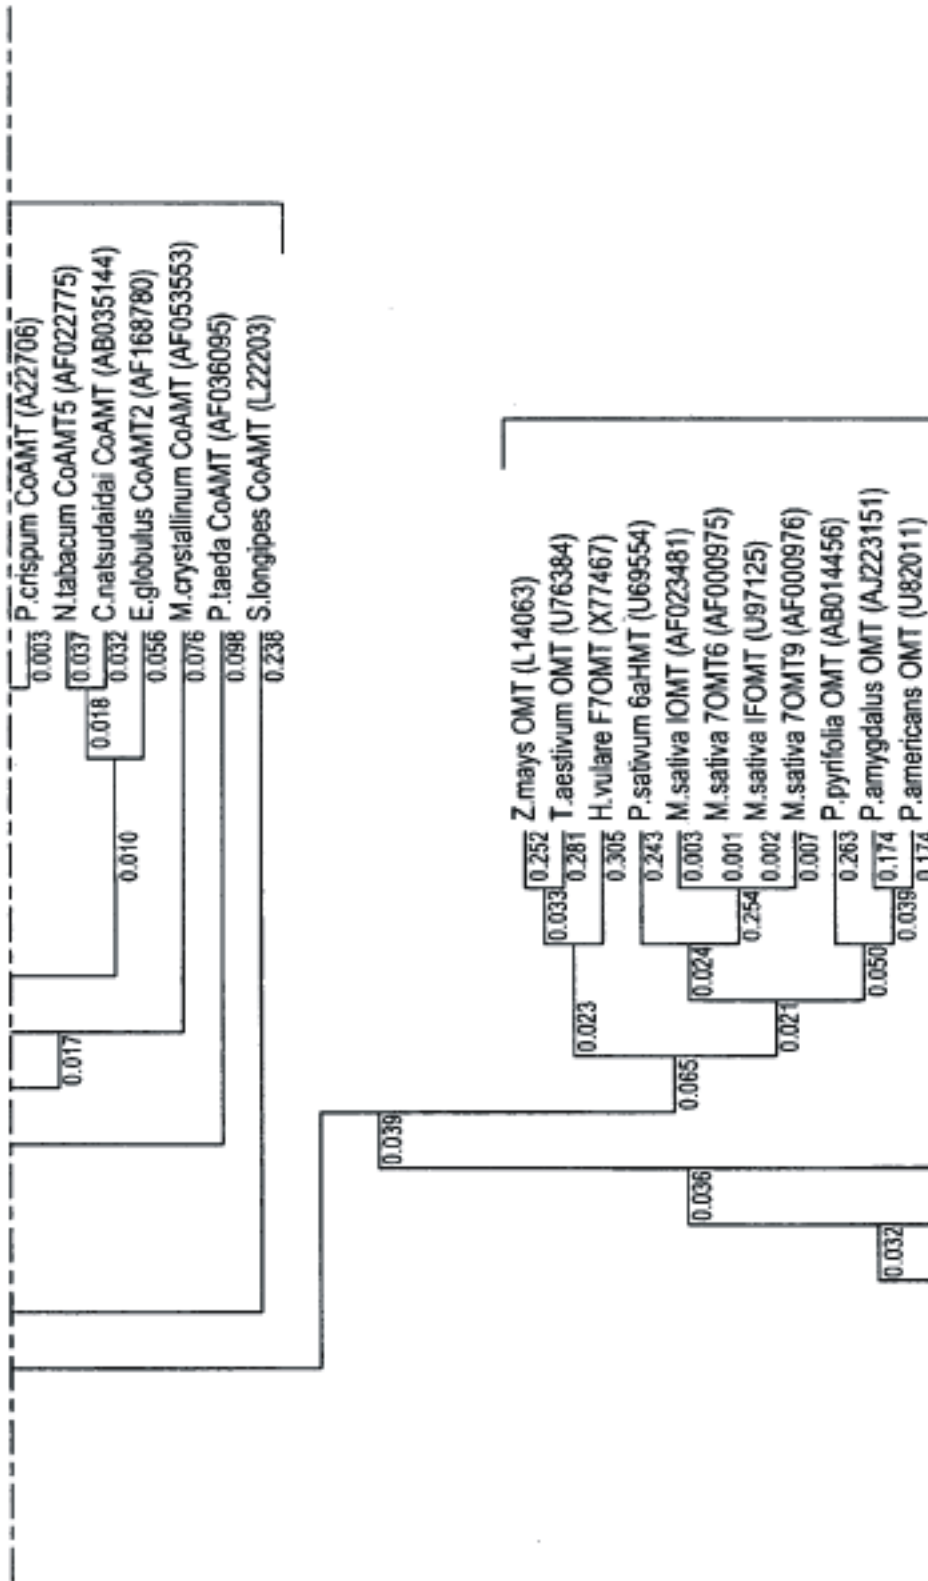 P.crispum CoAMT (A22706)
N.tabacum CoAMT5 (AF022775)
C.natsudaidai CoAMT (AB035144)
E.globulus CoAMT2 (AF168780)
M.crystallinum CoAMT (AF053553)
P.taeda CoAMT (AF036095)
S.longipes CoAMT (L22203)
0.003
0.037
0.032
0.056
0.076
0.098
0.238
0.018
0.010
0.017
Z.mays OMT (L14063)
T.aestivum OMT (U76384)
H.vulare F7OMT (X77467)
P.sativum 6aHMT (U69554)
M.sativa IOMT (AF023481)
M.sativa 7OMT6 (AF000975)
M.sativa IFOMT (U97125)
M.sativa 7OMT9 (AF000976)
P.pyrifolia OMT (AB014456)
P.amygdalus OMT (AJ223151)
P.americans OMT (U82011)
0.252
0.281
0.305
0.243
0.003
0.001
0.002
0.007
0.263
0.174
0.174
0.033
0.254
0.039
0.024
0.050
0.023
0.021
0.065
0.039
0.036
0.032